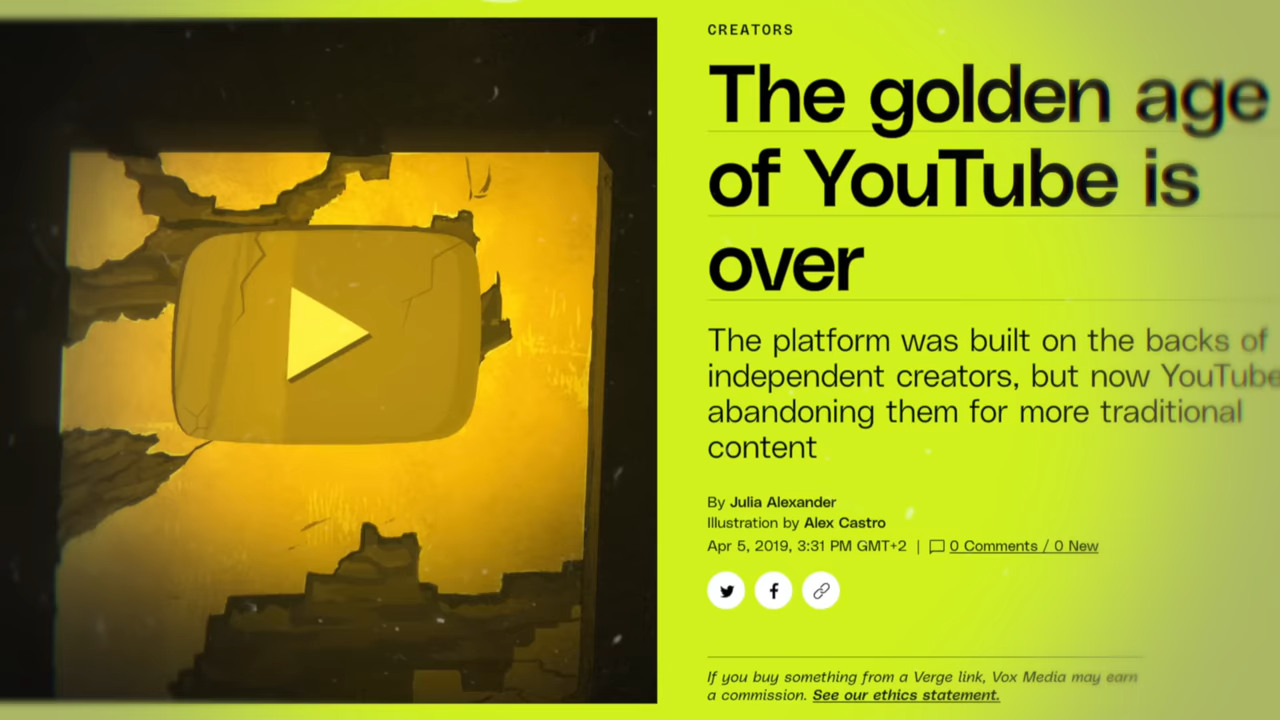 CREATORS
The golden age
of YouTube is
over
The platform was built on the backs of
independent creators, but now YouTube
abandoning them for more traditional
content
By Julia Alexander
Illustration by Alex Castro
Apr 5, 2019, 3:31 PM GMT+2 | 0 Comments / 0 New
If you buy something from a Verge link, Vox Media may earn
a commission. See our ethics statement.